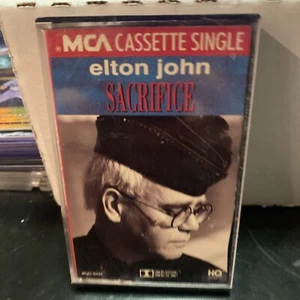 MCA CASSETTE SINGLE
elton john
SACRIFICE
HQ